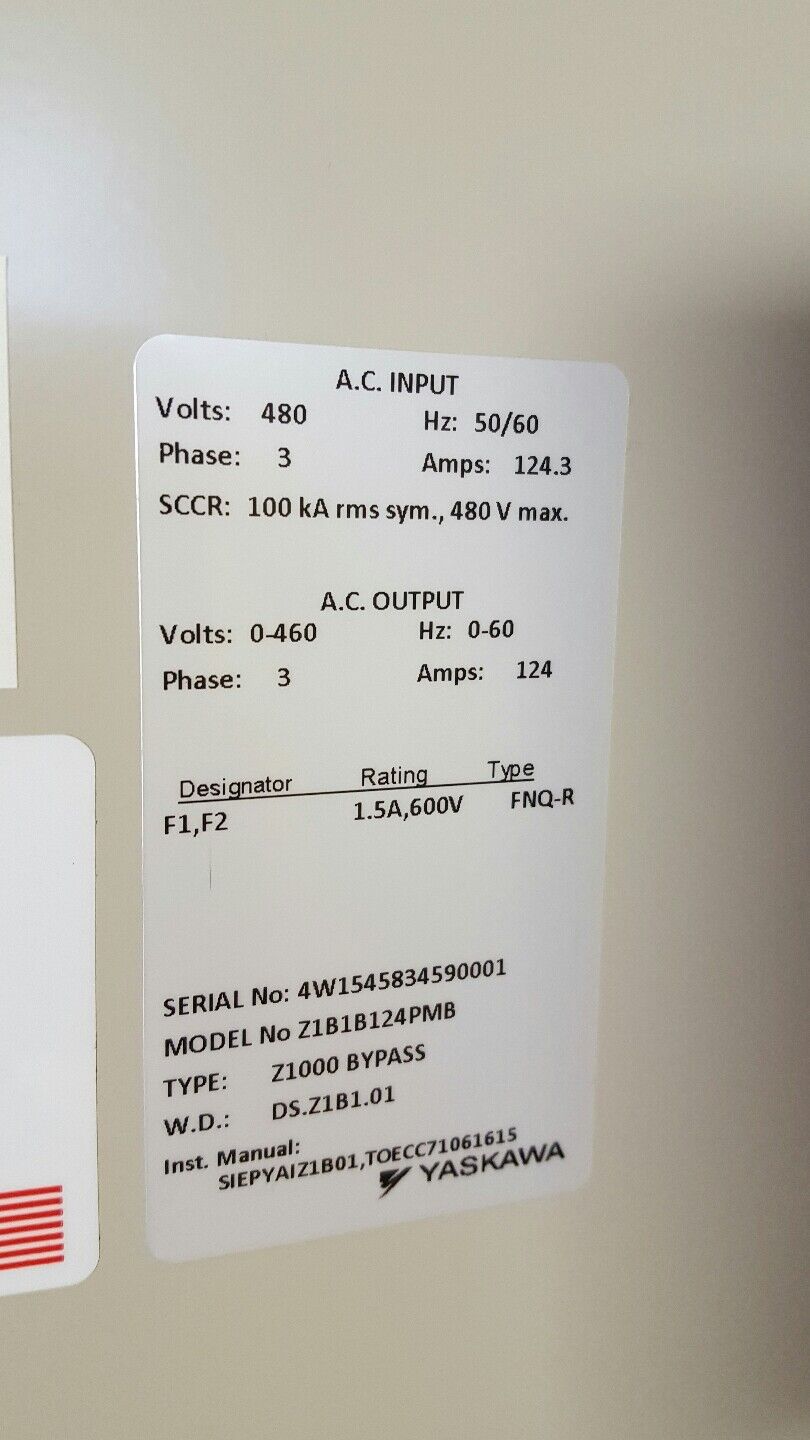 A.C. INPUT
Volts: 480 Hz: 50/60
Phase: 3 Amps: 124.3
SCCR: 100 kA rms sym., 480 V max.
A.C. OUTPUT
Volts: 0-460 Hz: 0-60
Phase: 3 Amps: 124
Designator Rating Type
F1,F2 1.5A,600V FNQ-R
SERIAL No: 4W1545834590001
MODEL No Z1B1B124PMB
TYPE: Z1000 BYPASS
W.D.: DS.Z1B1.01
Inst. Manual:
SIEPYAIZ1B01,TOECC71061615
YASKAWA